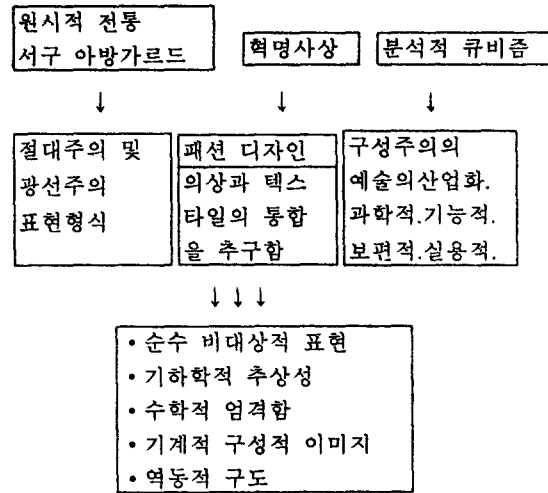 원시적 전통
서구 아방가르드
혁명사상
분석적 큐비즘
↓ ↓ ↓
절대주의 및
광선주의
표현형식
패션 디자인
의상과 텍스
타일의 통합
을 추구함
구성주의의
예술의산업화.
과학적.기능적.
보편적.실용적.
↓ ↓ ↓
• 순수 비대상적 표현
• 기하학적 추상성
• 수학적 엄격함
• 기계적 구성적 이미지
• 역동적 구도